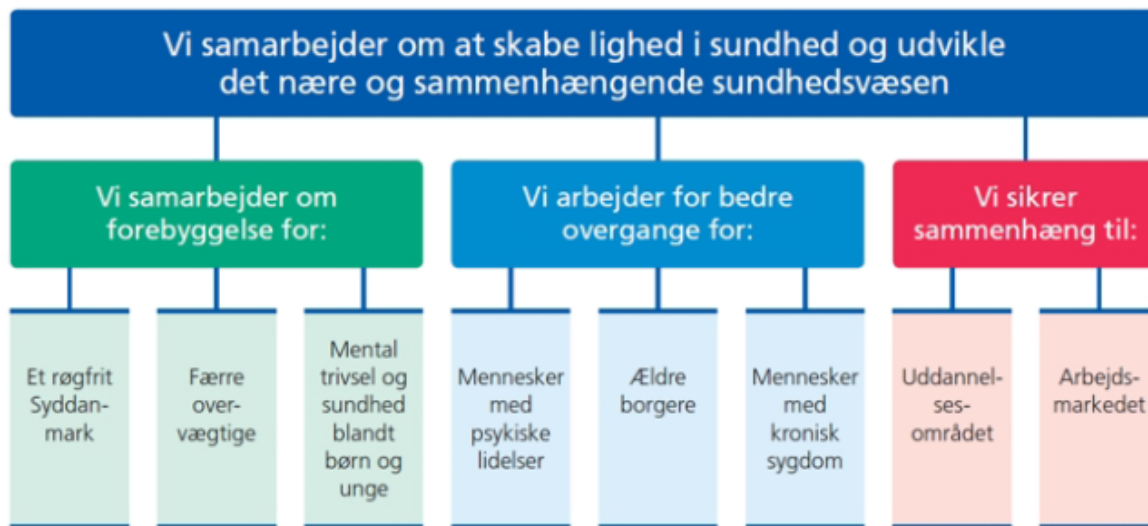 Vi samarbejder om at skabe lighed i sundhed og udvikle
det nære og sammenhængende sundhedsvæsen
Vi samarbejder om
forebyggelse for:
Vi arbejder for bedre
overgange for:
Vi sikrer
sammenhæng til:
Et røgfrit
Syddan-
mark
Færre
over-
vægtige
Mental
trivsel og
sundhed
blandt
børn og
unge
Mennesker
med
psykiske
lidelser
Ældre
borgere
Mennesker
med
kronisk
sygdom
Uddannel-
ses-
området
Arbejds-
markedet